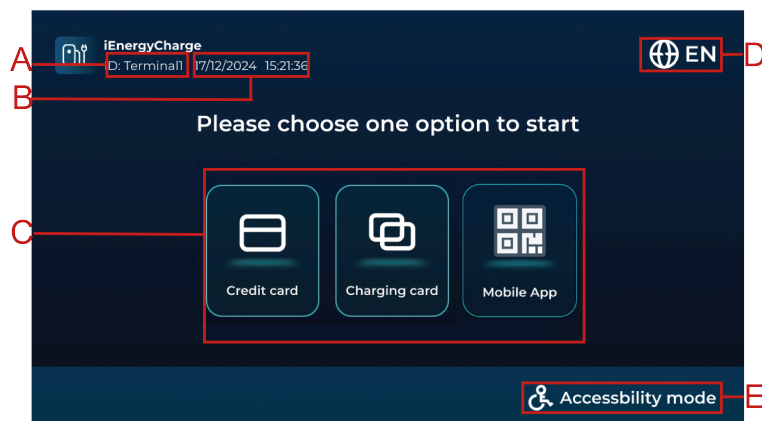 iEnergyCharge
A D: Terminal1 17/12/2024 15:21:36
EN D
B
Please choose one option to start
C
Credit card Charging card Mobile App
Accessbility mode E